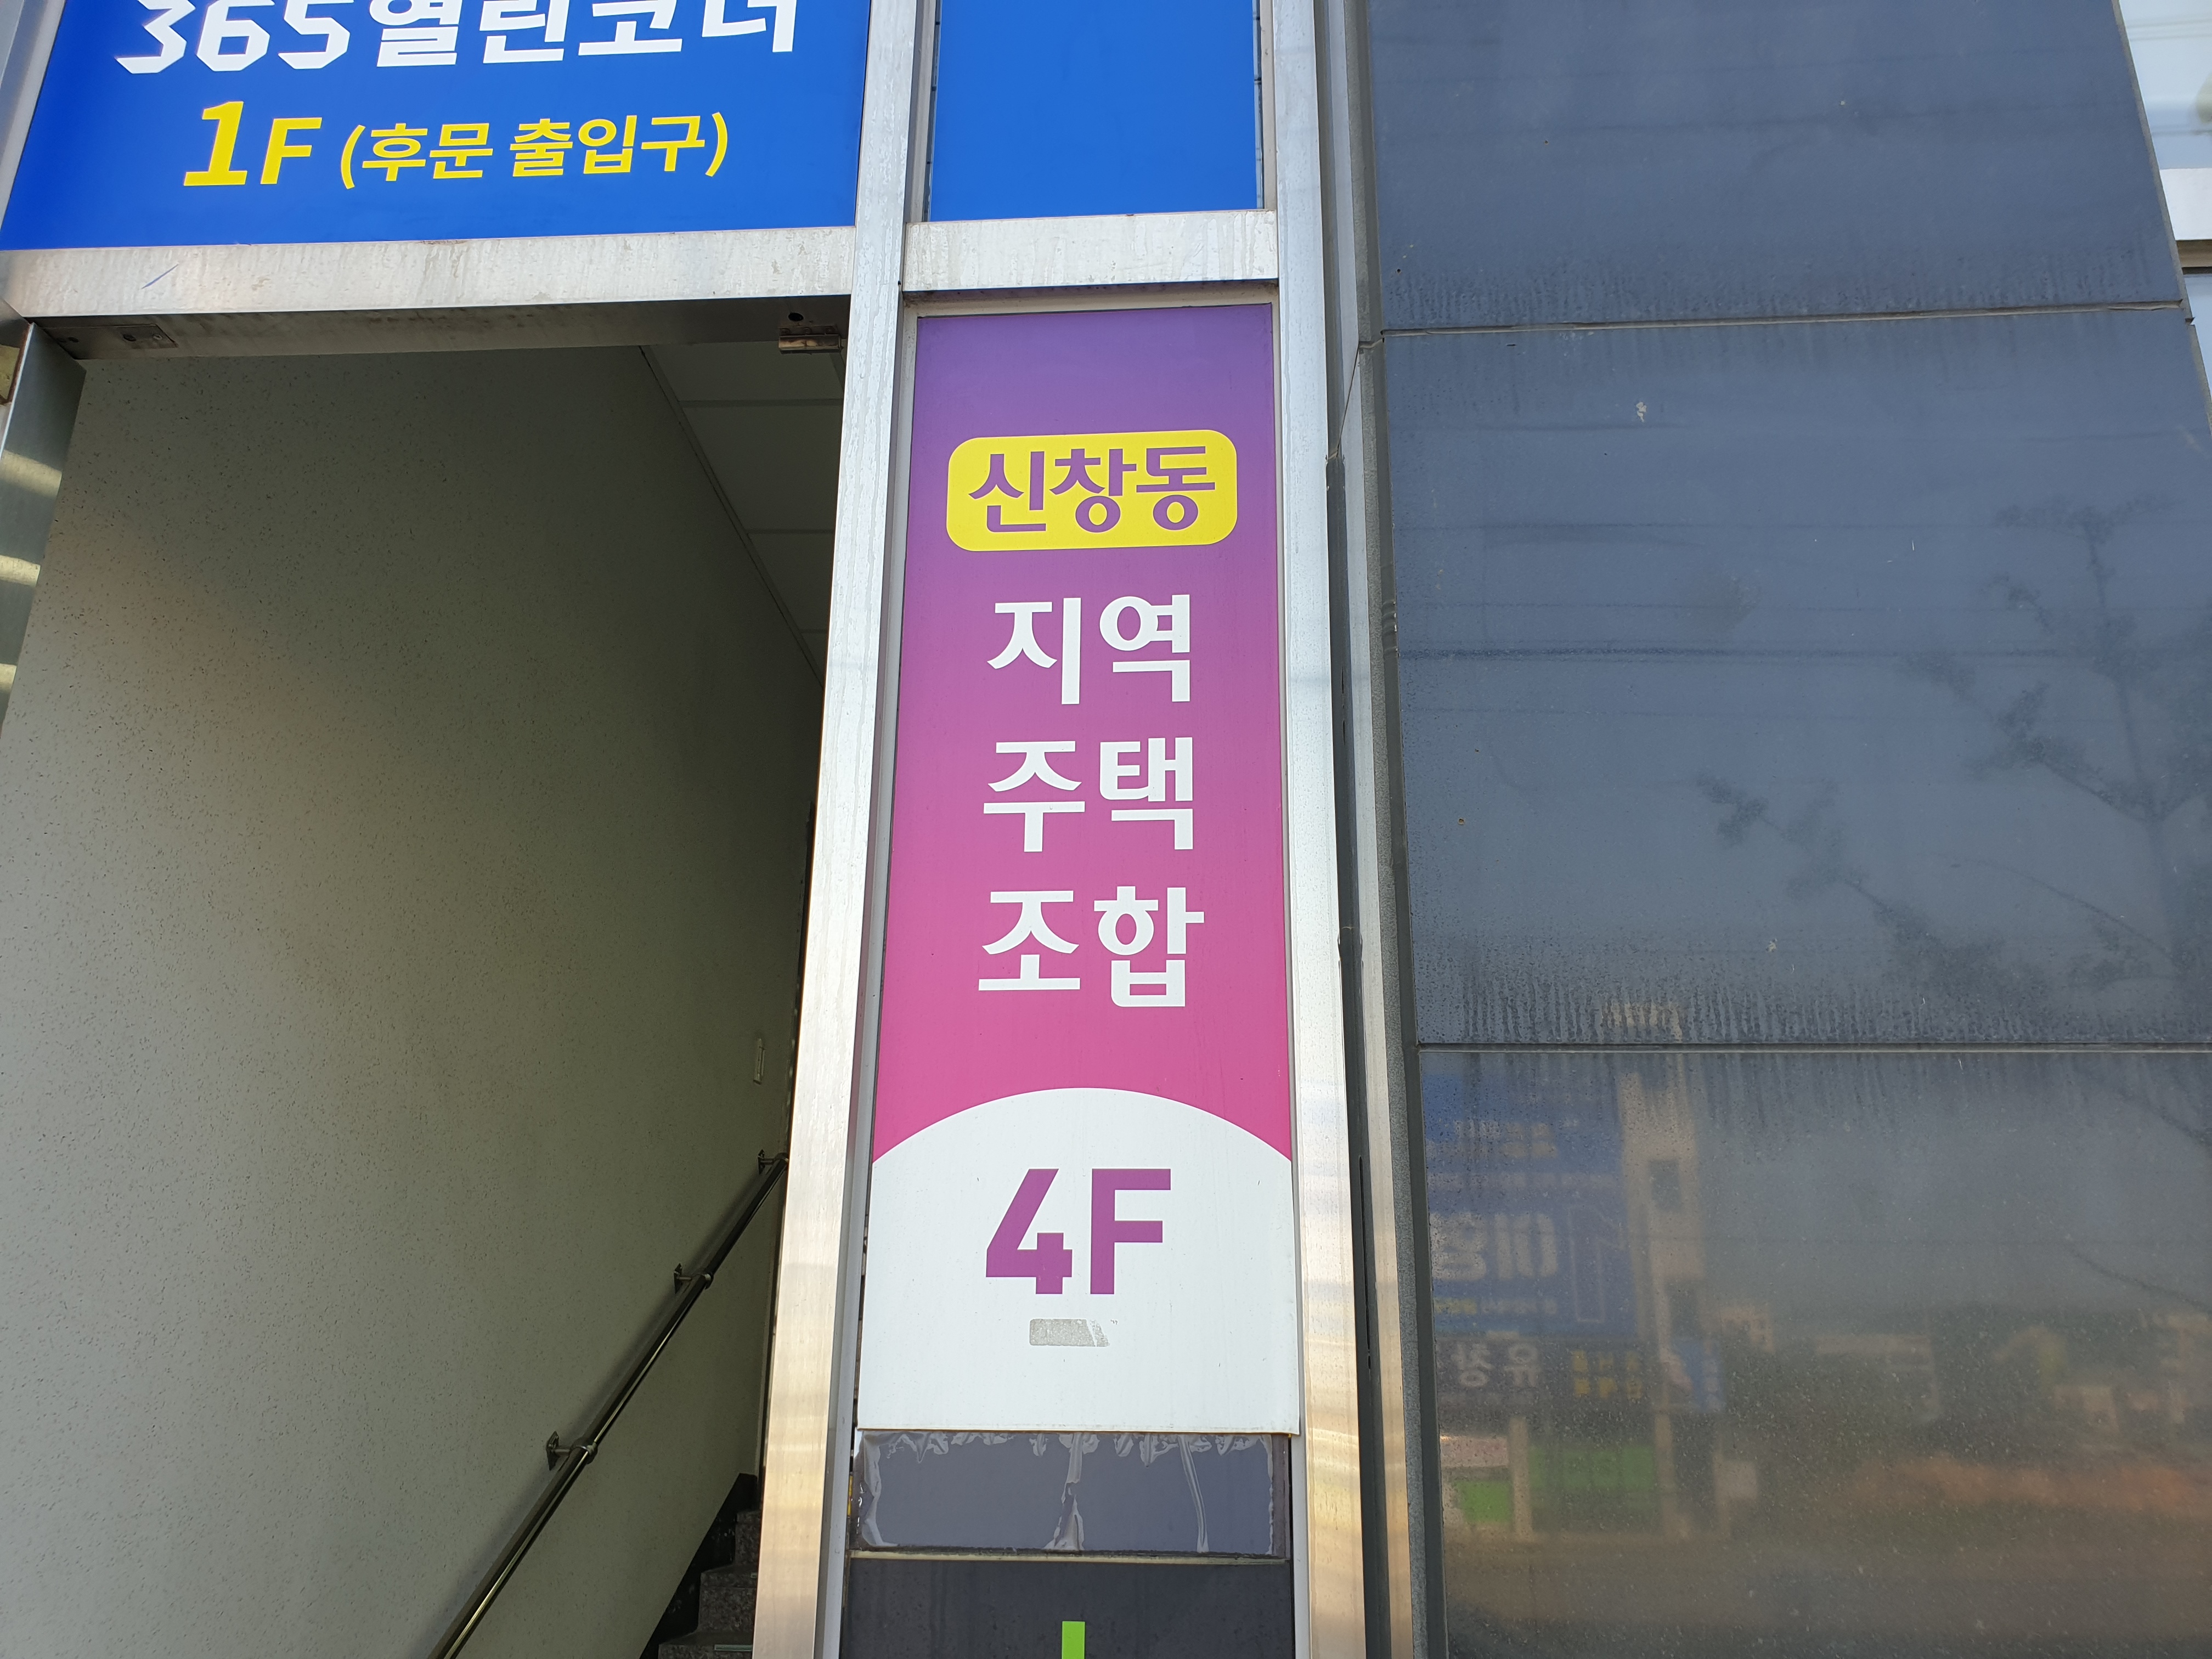 365열린코너
1F (후문 출입구)
신창동
지역
주택
조합
4F